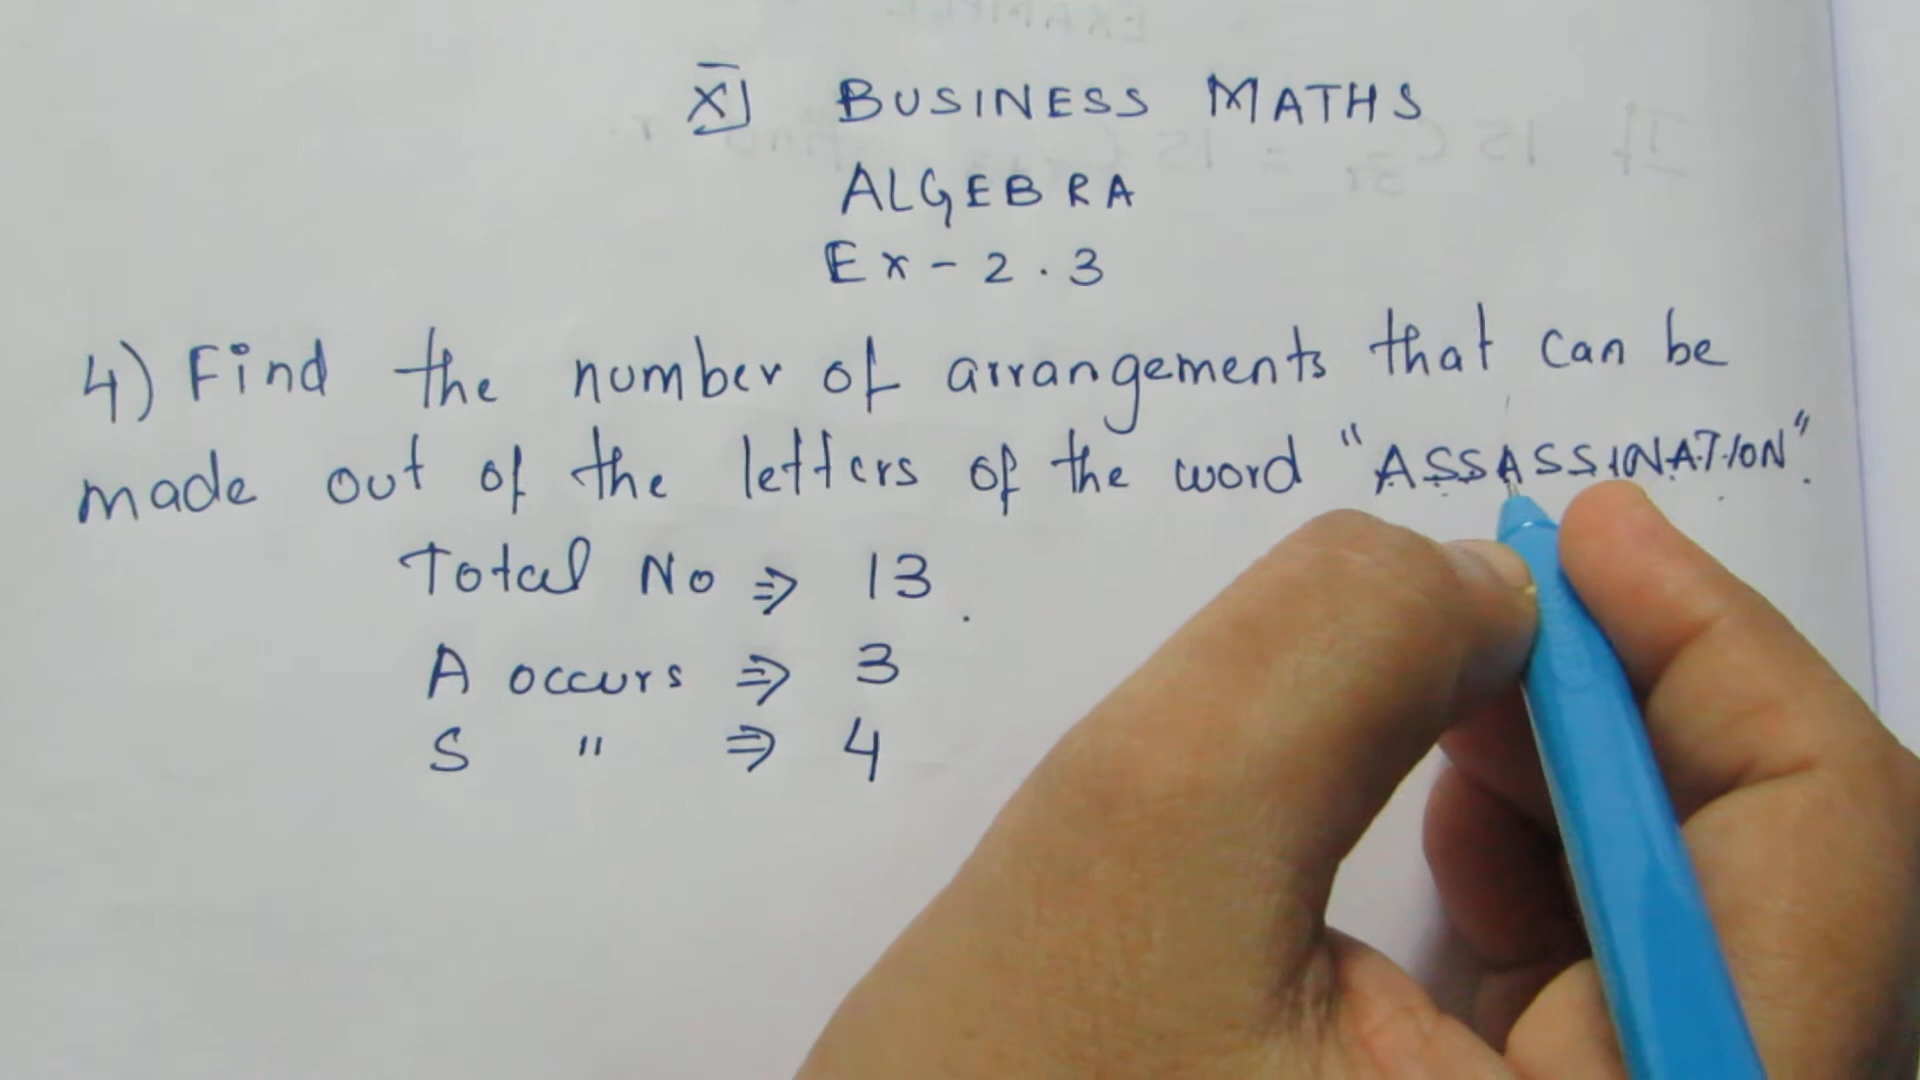 XI BUSINESS MATHS
ALGEBRA
Ex - 2.3
4) Find the number of arrangements that can be
made out of the letters of the word "ASSASSINATION".
Total No ⇒ 13
A occurs ⇒ 3
S " ⇒ 4